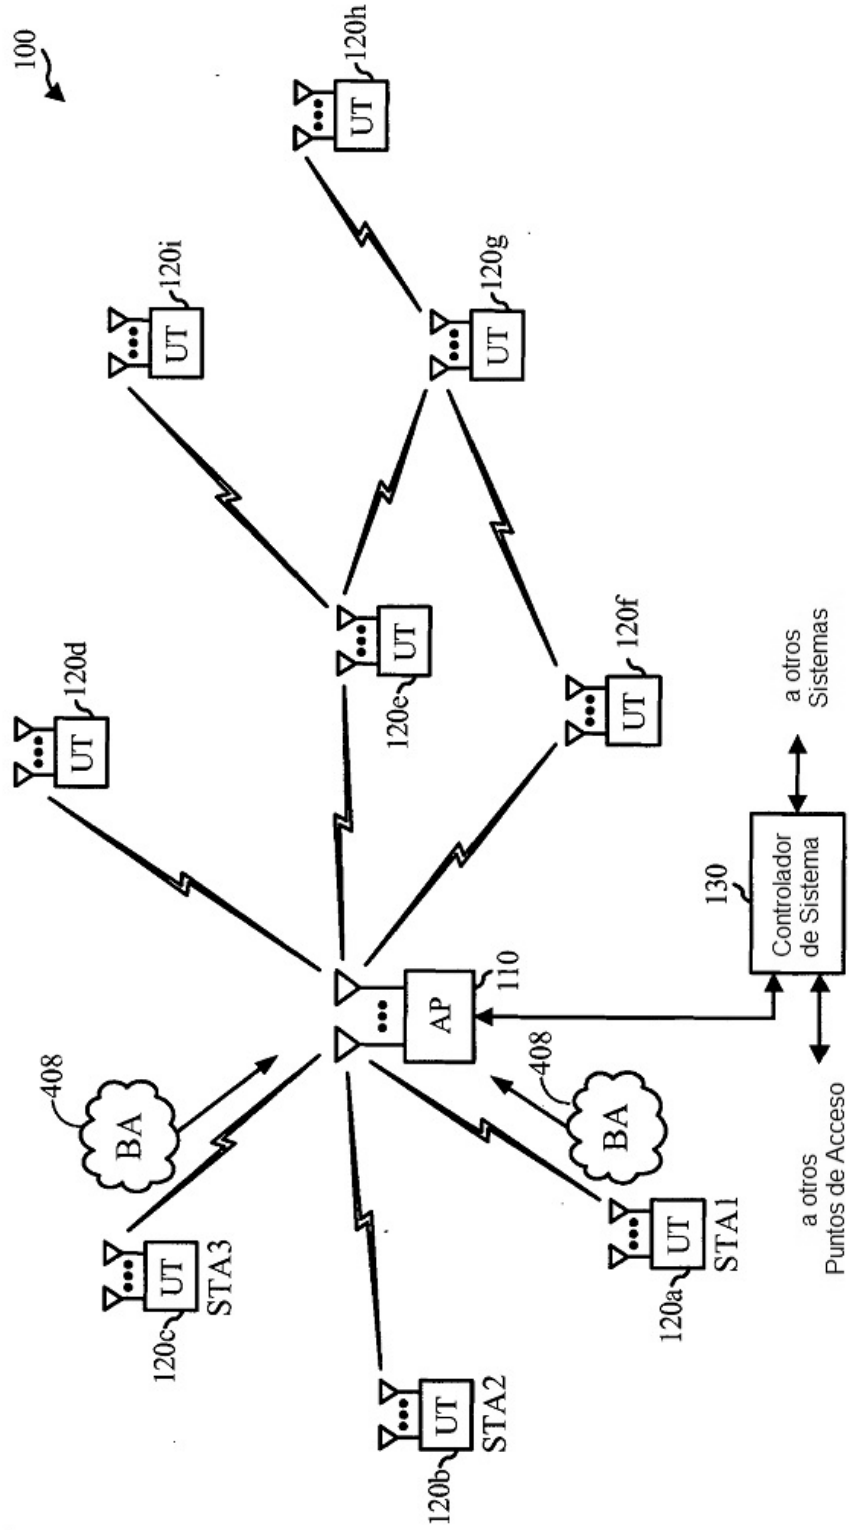 100
120h
UT
120i
UT
120g
UT
120d
UT
120e
UT
120f
UT
a otros
Sistemas
130
Controlador
de Sistema
110
AP
408
BA
408
BA
a otros
Puntos de Acceso
120c
UT
STA3
120a
UT
STA1
120b
UT
STA2